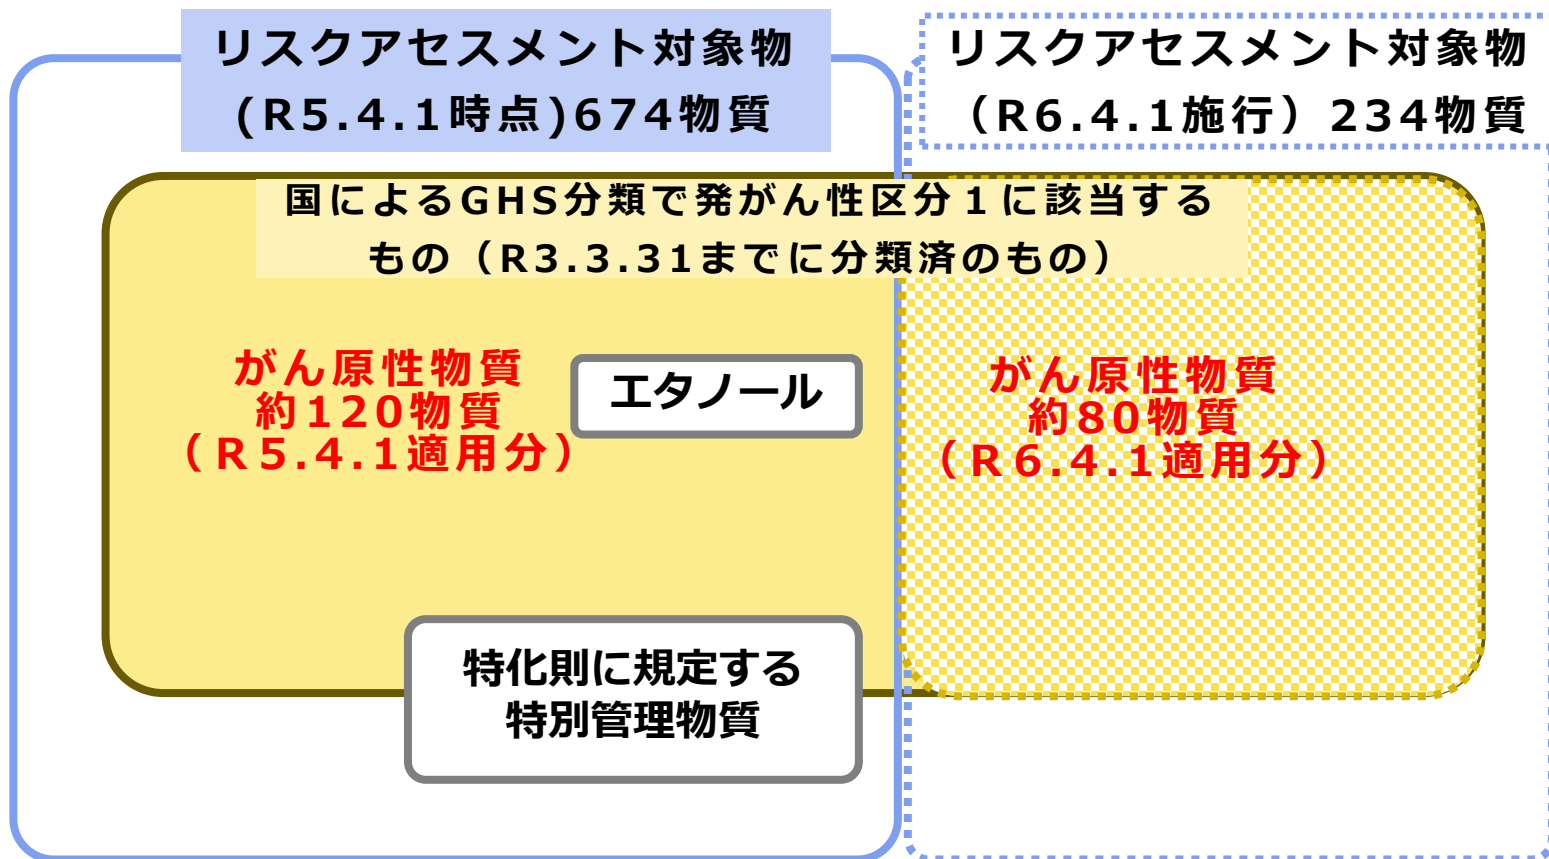 リスクアセスメント対象物
(R5.4.1時点)674物質
リスクアセスメント対象物
（R6.4.1施行）234物質
国によるGHS分類で発がん性区分１に該当する
もの（R3.3.31までに分類済のもの）
がん原性物質
約120物質
（R５.4.1適用分）
エタノール
がん原性物質
約80物質
（R６.4.1適用分）
特化則に規定する
特別管理物質